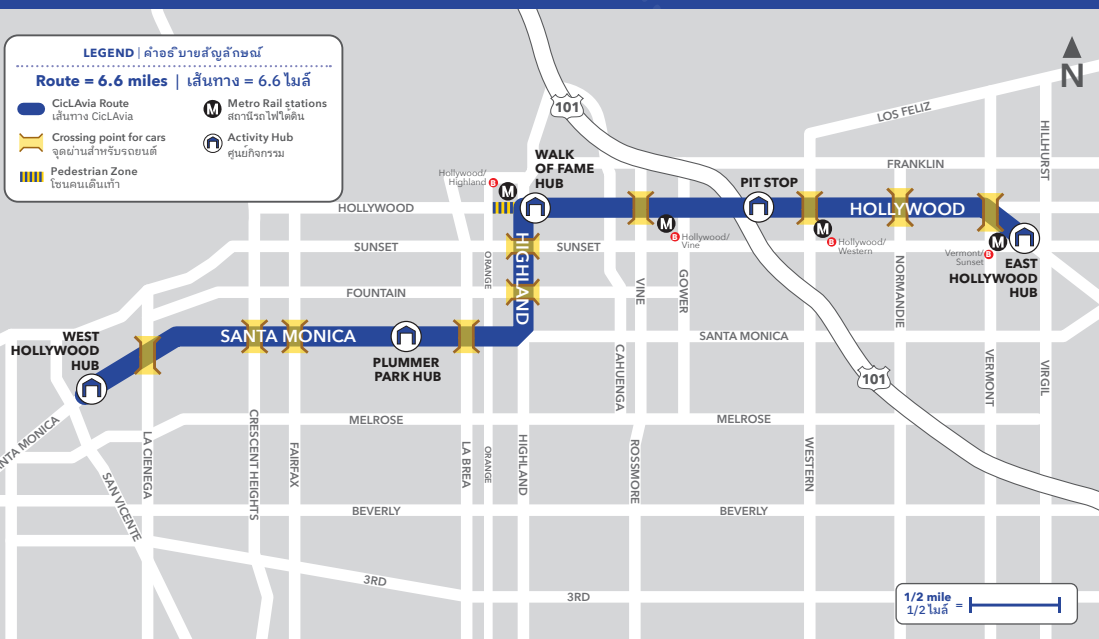 LEGEND | คำอธิบายสัญลักษณ์
Route = 6.6 miles | เส้นทาง = 6.6 ไมล์
CicLAvia Route
เส้นทาง CicLAvia
Crossing point for cars
จุดผ่านสำหรับรถยนต์
Pedestrian Zone
โซนคนเดินเท้า
M
Metro Rail stations
สถานีรถไฟใต้ดิน
Activity Hub
ศูนย์กิจกรรม
N
101
LOS FELIZ
HILLHURST
FRANKLIN
WALK
OF FAME
HUB
PIT STOP
Hollywood/
Highland
B
M
HOLLYWOOD
HOLLYWOOD
M
B
Hollywood/
Vine
M
B
Hollywood/
Western
M
Vermont/
Sunset
B
EAST
HOLLYWOOD
HUB
SUNSET
SUNSET
ORANGE
HIGHLAND
VINE
GOWER
NORMANDIE
FOUNTAIN
WEST
HOLLYWOOD
HUB
SANTA MONICA
PLUMMER
PARK HUB
SANTA MONICA
CAHUENGA
101
VERMONT
VIRGIL
NTA MONICA
MELROSE
MELROSE
LA CIENEGA
CRESCENT HEIGHTS
FAIRFAX
LA BREA
ORANGE
HIGHLAND
ROSSMORE
WESTERN
SAN VICENTE
BEVERLY
BEVERLY
3RD
3RD
1/2 mile
1/2 ไมล์
=